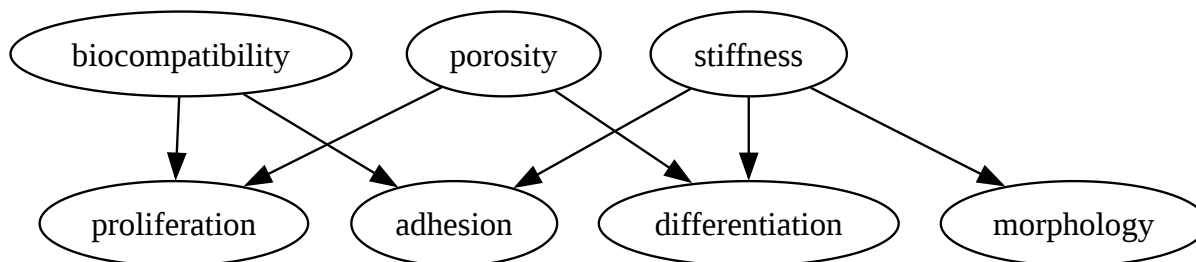 biocompatibility
porosity
stiffness
proliferation
adhesion
differentiation
morphology